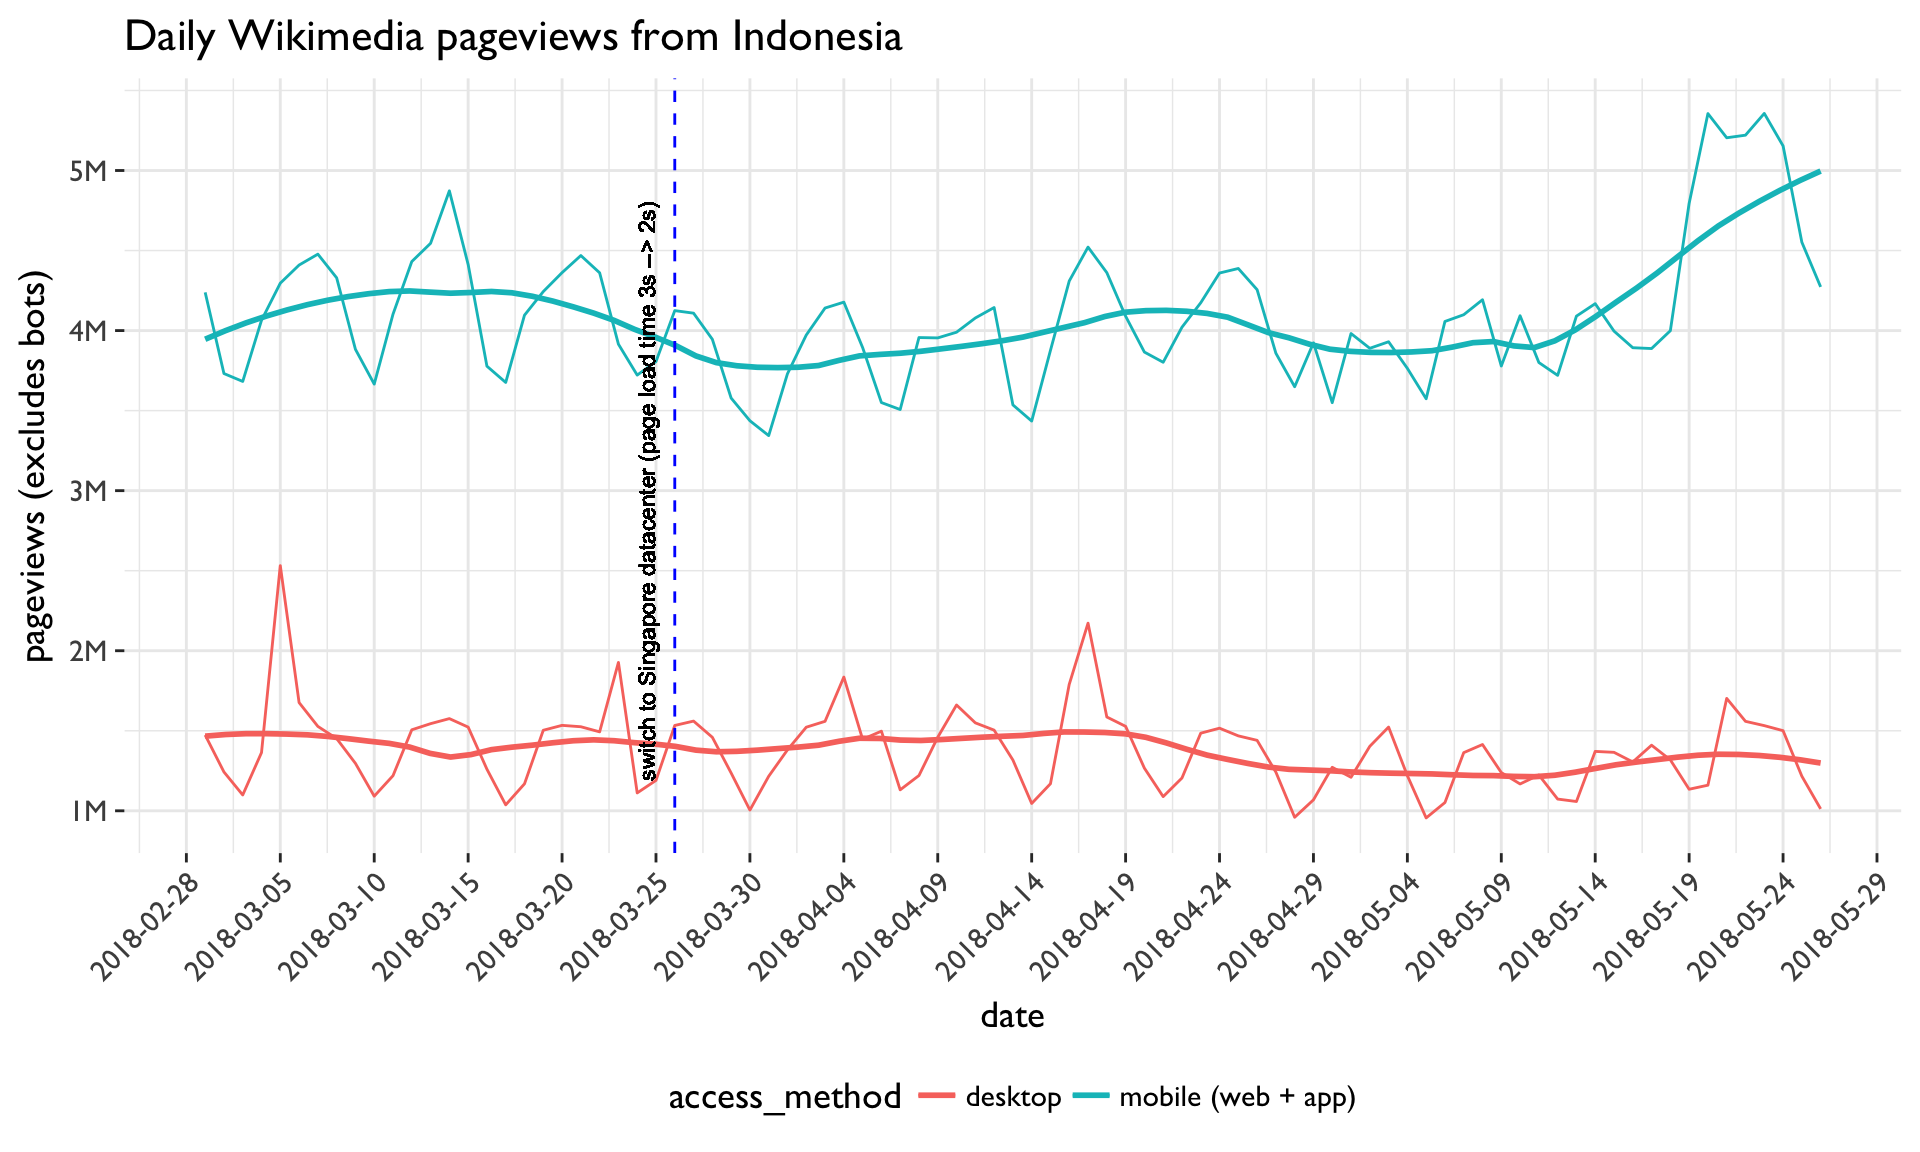 Daily Wikimedia pageviews from Indonesia
pageviews (excludes bots)
5M
4M
3M
2M
1M
switch to Singapore datacenter (page load time 3s –> 2s)
2018-02-28
2018-03-05
2018-03-10
2018-03-15
2018-03-20
2018-03-25
2018-03-30
2018-04-04
2018-04-09
2018-04-14
2018-04-19
2018-04-24
2018-04-29
2018-05-04
2018-05-09
2018-05-14
2018-05-19
2018-05-24
2018-05-29
date
access_method desktop mobile (web + app)